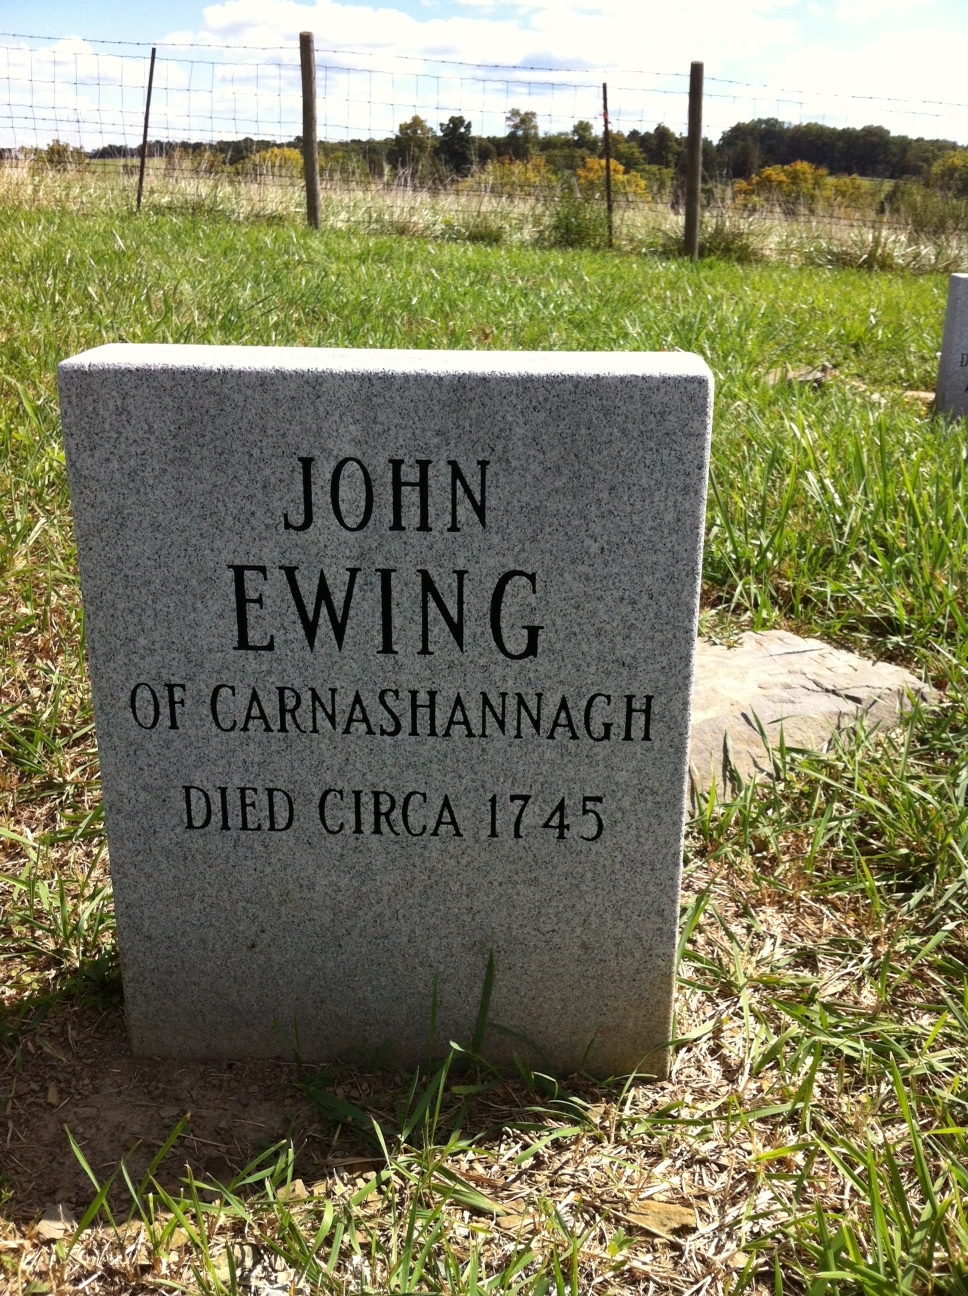 JOHN
EWING
OF CARNASHANNAGH
DIED CIRCA 1745